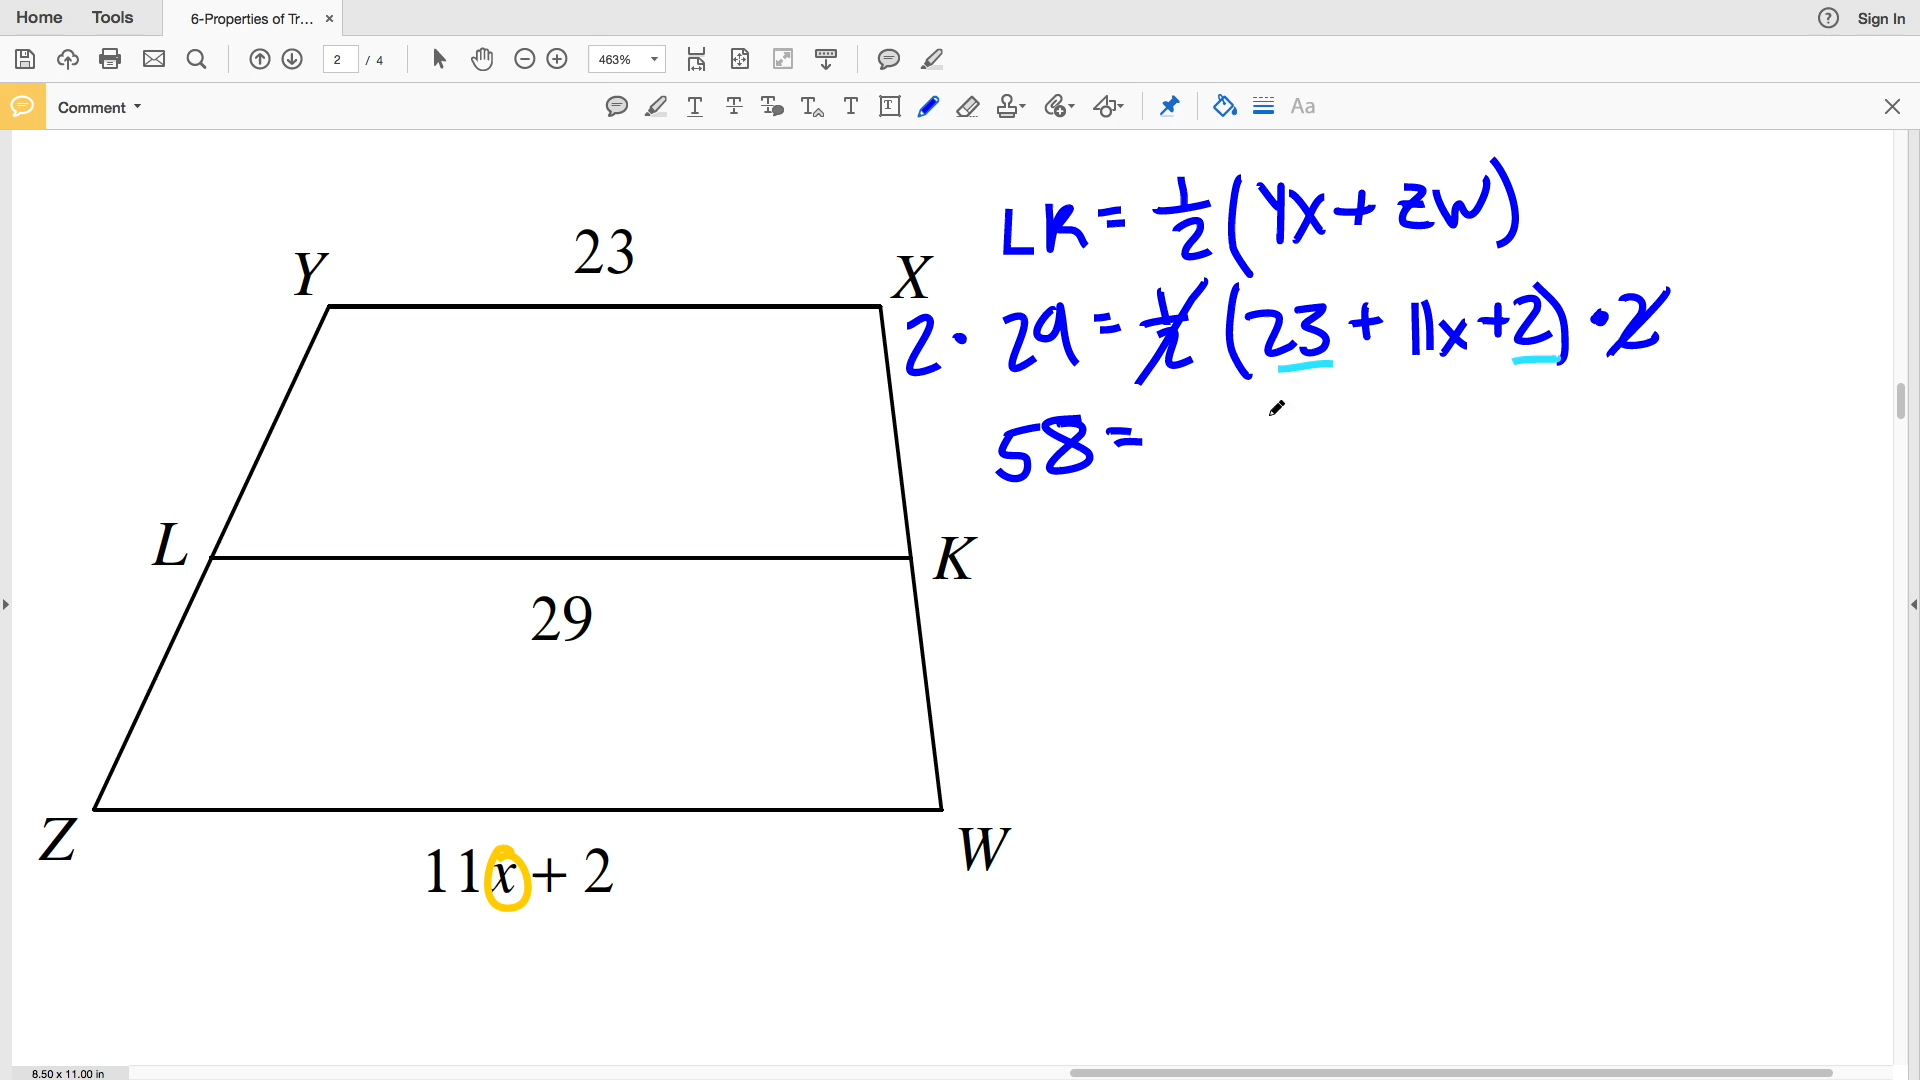 Home Tools 6-Properties of Tr... × ? Sign In
2 / 4 463%
Comment T T T T T T Aa
LK = 1/2 (YX + ZW)
2 · 29 = 1/2 (23 + 11x + 2) · 2
58 =
Y 23 X
L K
29
Z W
11x + 2
8.50 x 11.00 in